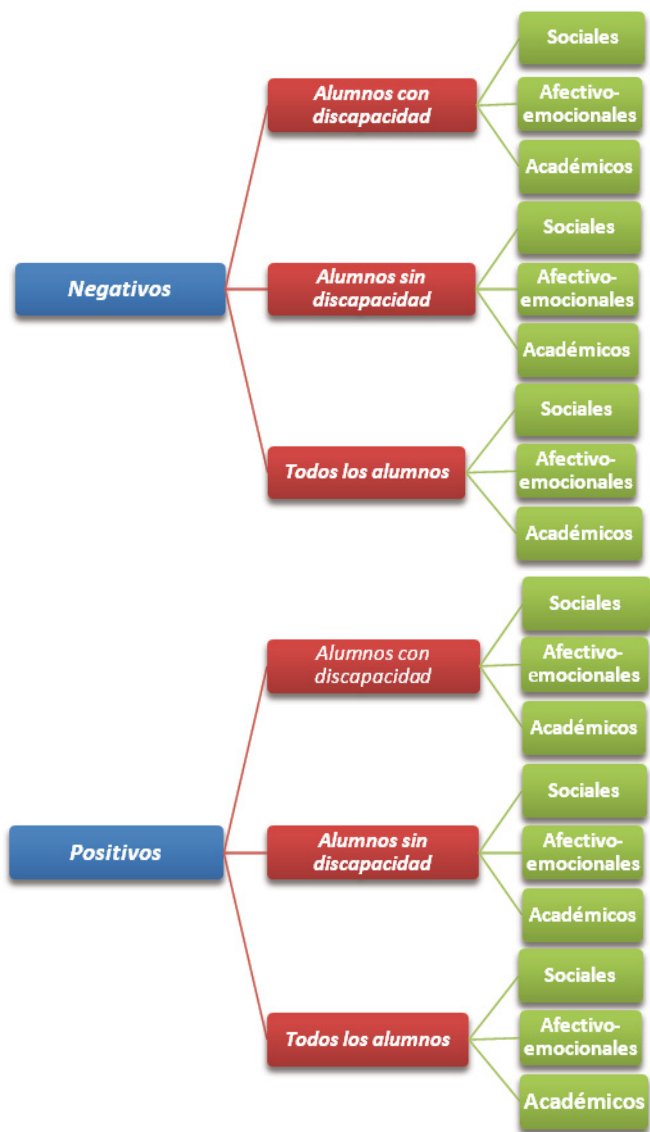 Sociales
Alumnos con
discapacidad
Afectivo-
emocionales
Académicos
Sociales
Negativos
Alumnos sin
discapacidad
Afectivo-
emocionales
Académicos
Sociales
Todos los alumnos
Afectivo-
emocionales
Académicos
Sociales
Alumnos con
discapacidad
Afectivo-
emocionales
Académicos
Sociales
Positivos
Alumnos sin
discapacidad
Afectivo-
emocionales
Académicos
Sociales
Todos los alumnos
Afectivo-
emocionales
Académicos